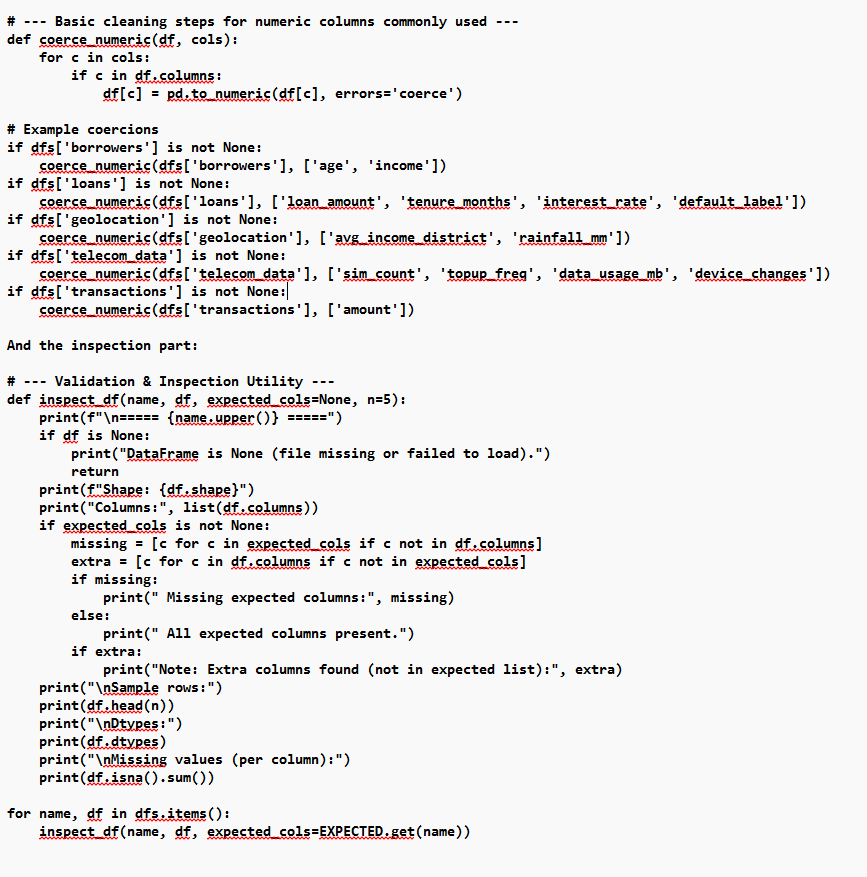 # --- Basic cleaning steps for numeric columns commonly used ---
def coerce_numeric(df, cols):
    for c in cols:
        if c in df.columns:
            df[c] = pd.to_numeric(df[c], errors='coerce')

# Example coercions
if dfs['borrowers'] is not None:
    coerce_numeric(dfs['borrowers'], ['age', 'income'])
if dfs['loans'] is not None:
    coerce_numeric(dfs['loans'], ['loan_amount', 'tenure_months', 'interest_rate', 'default_label'])
if dfs['geolocation'] is not None:
    coerce_numeric(dfs['geolocation'], ['avg_income_district', 'rainfall_mm'])
if dfs['telecom_data'] is not None:
    coerce_numeric(dfs['telecom_data'], ['sim_count', 'topup_freq', 'data_usage_mb', 'device_changes'])
if dfs['transactions'] is not None:
    coerce_numeric(dfs['transactions'], ['amount'])

And the inspection part:

# --- Validation & Inspection Utility ---
def inspect_df(name, df, expected_cols=None, n=5):
    print(f"\n===== {name.upper()} =====")
    if df is None:
        print("DataFrame is None (file missing or failed to load).")
        return
    print(f"Shape: {df.shape}")
    print("Columns:", list(df.columns))
    if expected_cols is not None:
        missing = [c for c in expected_cols if c not in df.columns]
        extra = [c for c in df.columns if c not in expected_cols]
        if missing:
            print(" Missing expected columns:", missing)
        else:
            print(" All expected columns present.")
        if extra:
            print("Note: Extra columns found (not in expected list):", extra)
    print("\nSample rows:")
    print(df.head(n))
    print("\nDtypes:")
    print(df.dtypes)
    print("\nMissing values (per column):")
    print(df.isna().sum())

for name, df in dfs.items():
    inspect_df(name, df, expected_cols=EXPECTED.get(name))